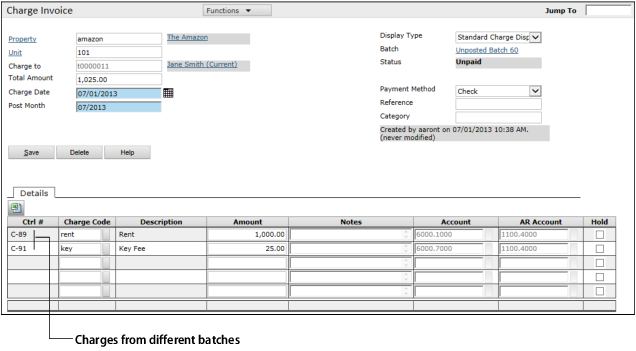 Charge Invoice Functions Jump To
Property amazon The Amazon Display Type Standard Charge Disp
Unit 101 Batch Unposted Batch 60
Charge to t0000011 Jane Smith (Current) Status Unpaid
Total Amount 1,025.00
Charge Date 07/01/2013 Payment Method Check
Post Month 07/2013 Reference
Category
Created by aaront on 07/01/2013 10:38 AM.
(never modified)
Save Delete Help
Details
Ctrl # Charge Code Description Amount Notes Account AR Account Hold
C-89 rent Rent 1,000.00 6000.1000 1100.4000
C-91 key Key Fee 25.00 6000.7000 1100.4000
Charges from different batches